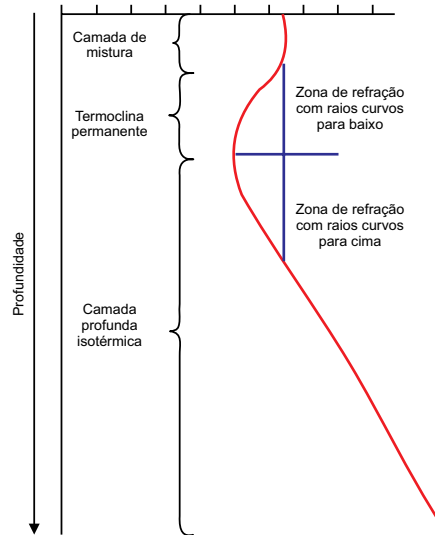 Camada de
mistura
Termoclina
permanente
Zona de refração
com raios curvos
para baixo
Zona de refração
com raios curvos
para cima
Camada
profunda
isotérmica
Profundidade